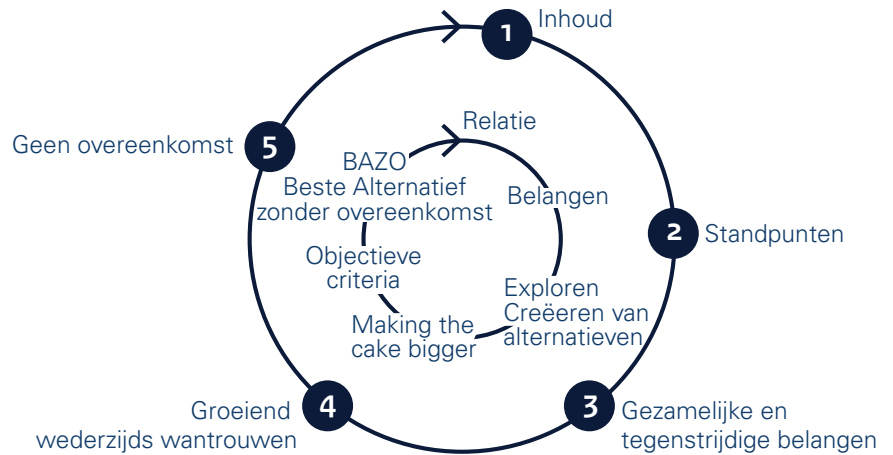 1 Inhoud
2 Standpunten
3 Gezamelijke en
tegenstrijdige belangen
4 Groeiend
wederzijds wantrouwen
5 Geen overeenkomst
Relatie
Belangen
Exploren
Creëeren van
alternatieven
Making the
cake bigger
Objectieve
criteria
BAZO
Beste Alternatief
zonder overeenkomst